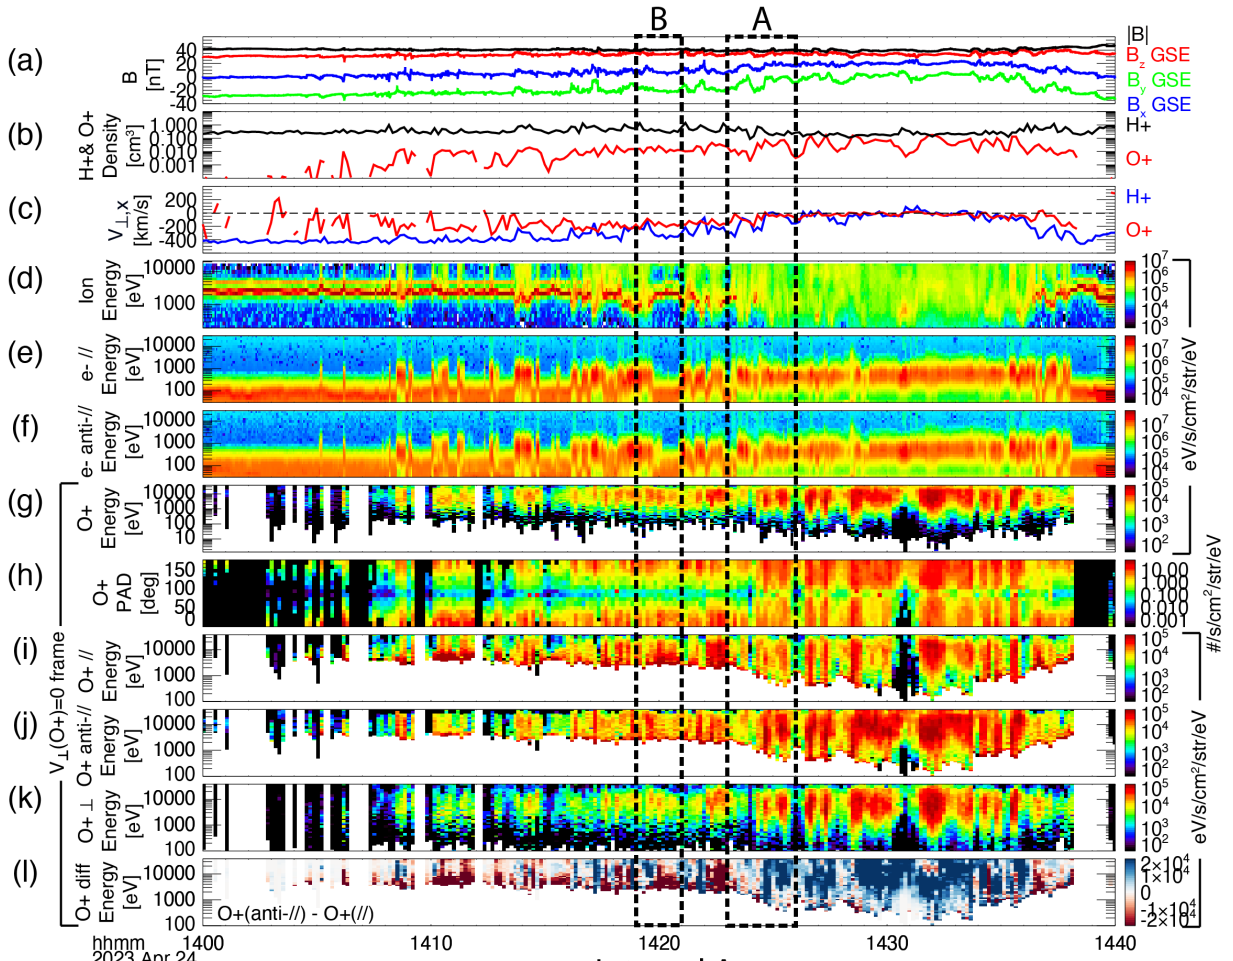 B
A
(a)
B
[nT]
40
20
0
-20
-40
|B|
Bz GSE
By GSE
Bx GSE
(b)
H+& O+
Density
[cm³]
1.000
0.100
0.010
0.001
H+
O+
(c)
V⊥,x
[km/s]
200
0
-200
-400
H+
O+
(d)
Ion
Energy
[eV]
10000
1000
10⁷
10⁶
10⁵
10⁴
10³
(e)
e- //
Energy
[eV]
10000
1000
100
10⁷
10⁶
10⁵
10⁴
(f)
e- anti-//
Energy
[eV]
10000
1000
100
10⁷
10⁶
10⁵
10⁴
eV/s/cm²/str/eV
(g)
O+
Energy
[eV]
10000
1000
100
10
10⁵
10⁴
10³
10²
(h)
O+
PAD
[deg]
150
100
50
0
10.00
1.000
0.100
0.010
0.001
#/s/cm²/str/eV
V⊥(O+)=0 frame
(i)
O+ //
Energy
[eV]
10000
1000
100
10⁵
10⁴
10³
10²
(j)
O+ anti-//
Energy
[eV]
10000
1000
100
10⁵
10⁴
10³
10²
(k)
O+ ⊥
Energy
[eV]
10000
1000
100
10⁵
10⁴
10³
10²
eV/s/cm²/str/eV
(l)
O+ diff
Energy
[eV]
10000
1000
100
O+(anti-//) - O+(//)
2×10⁴
1×10⁴
0
-1×10⁴
-2×10⁴
1400
1410
1420
1430
1440
hhmm
2023 Apr 24